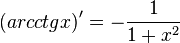 (arcctgx)′ = −1/(1 + x²)